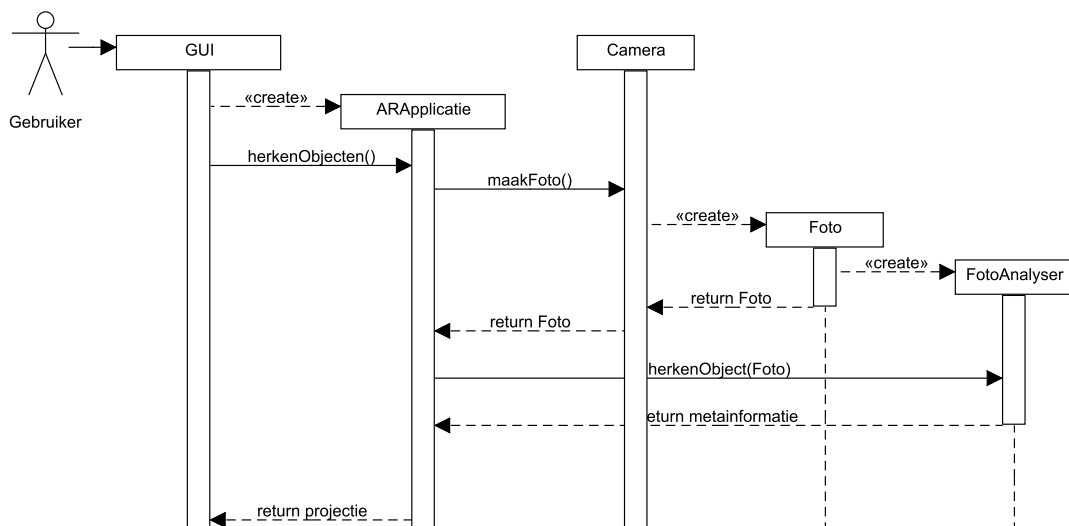 GUI
Camera
«create»
ARApplicatie
Gebruiker
herkenObjecten()
maakFoto()
«create»
Foto
«create»
FotoAnalyser
return Foto
return Foto
herkenObject(Foto)
eturn metainformatie
return projectie